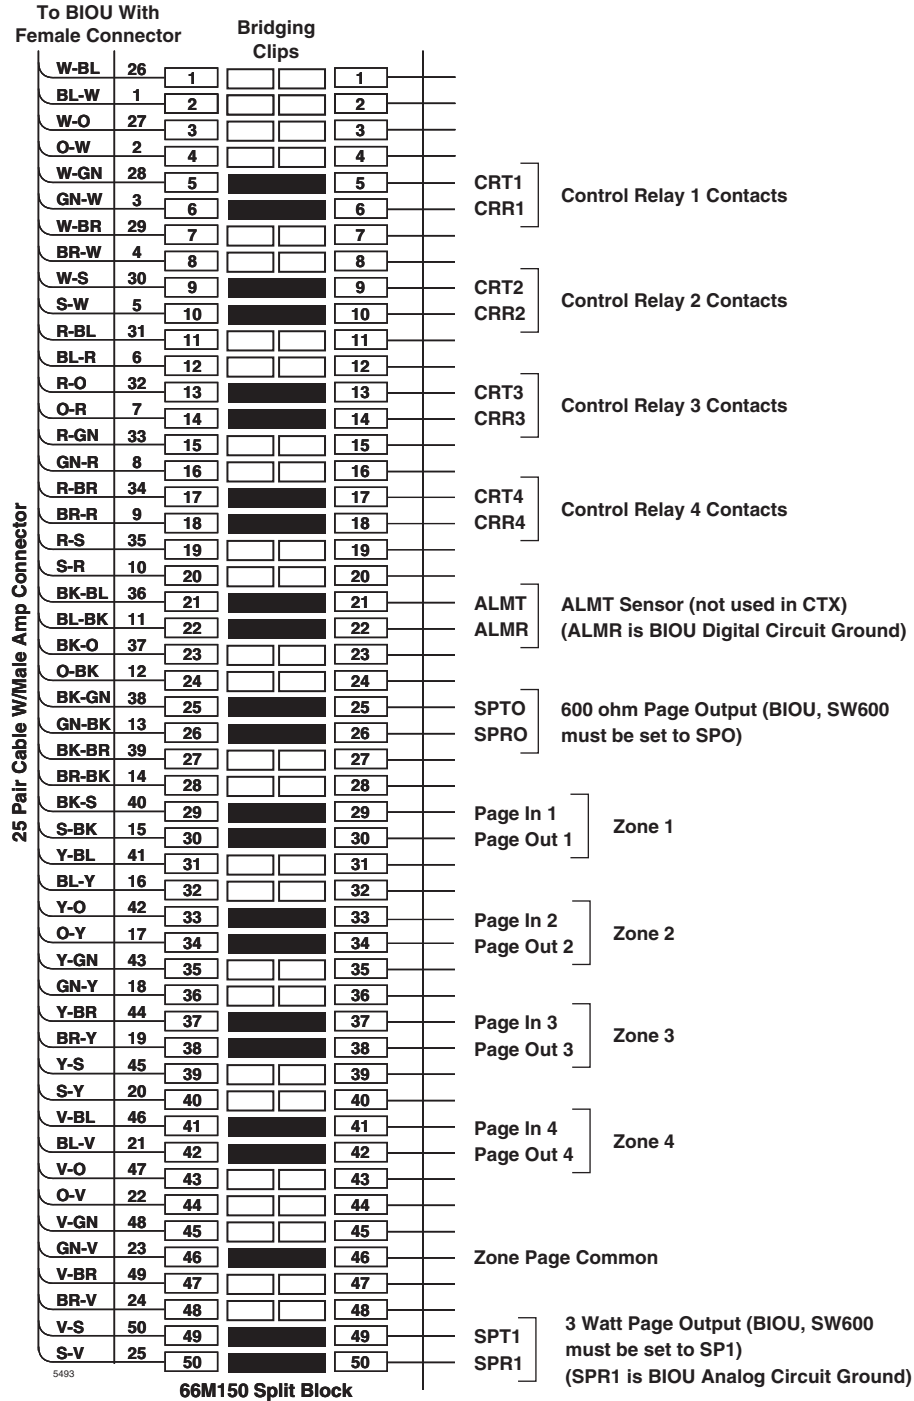 To BIOU With
Female Connector
Bridging
Clips
25 Pair Cable W/Male Amp Connector
W-BL 26 1 1
BL-W 1 2 2
W-O 27 3 3
O-W 2 4 4
W-GN 28 5 5 CRT1
GN-W 3 6 6 CRR1
Control Relay 1 Contacts
W-BR 29 7 7
BR-W 4 8 8
W-S 30 9 9 CRT2
S-W 5 10 10 CRR2
Control Relay 2 Contacts
R-BL 31 11 11
BL-R 6 12 12
R-O 32 13 13 CRT3
O-R 7 14 14 CRR3
Control Relay 3 Contacts
R-GN 33 15 15
GN-R 8 16 16
R-BR 34 17 17 CRT4
BR-R 9 18 18 CRR4
Control Relay 4 Contacts
R-S 35 19 19
S-R 10 20 20
BK-BL 36 21 21 ALMT ALMT Sensor (not used in CTX)
BL-BK 11 22 22 ALMR (ALMR is BIOU Digital Circuit Ground)
BK-O 37 23 23
O-BK 12 24 24
BK-GN 38 25 25 SPTO 600 ohm Page Output (BIOU, SW600
GN-BK 13 26 26 SPRO must be set to SPO)
BK-BR 39 27 27
BR-BK 14 28 28
BK-S 40 29 29 Page In 1
S-BK 15 30 30 Page Out 1
Zone 1
Y-BL 41 31 31
BL-Y 16 32 32
Y-O 42 33 33 Page In 2
O-Y 17 34 34 Page Out 2
Zone 2
Y-GN 43 35 35
GN-Y 18 36 36
Y-BR 44 37 37 Page In 3
BR-Y 19 38 38 Page Out 3
Zone 3
Y-S 45 39 39
S-Y 20 40 40
V-BL 46 41 41 Page In 4
BL-V 21 42 42 Page Out 4
Zone 4
V-O 47 43 43
O-V 22 44 44
V-GN 48 45 45
GN-V 23 46 46 Zone Page Common
V-BR 49 47 47
BR-V 24 48 48
V-S 50 49 49 SPT1
S-V 25 50 50 SPR1
3 Watt Page Output (BIOU, SW600
must be set to SP1)
(SPR1 is BIOU Analog Circuit Ground)
5493
66M150 Split Block